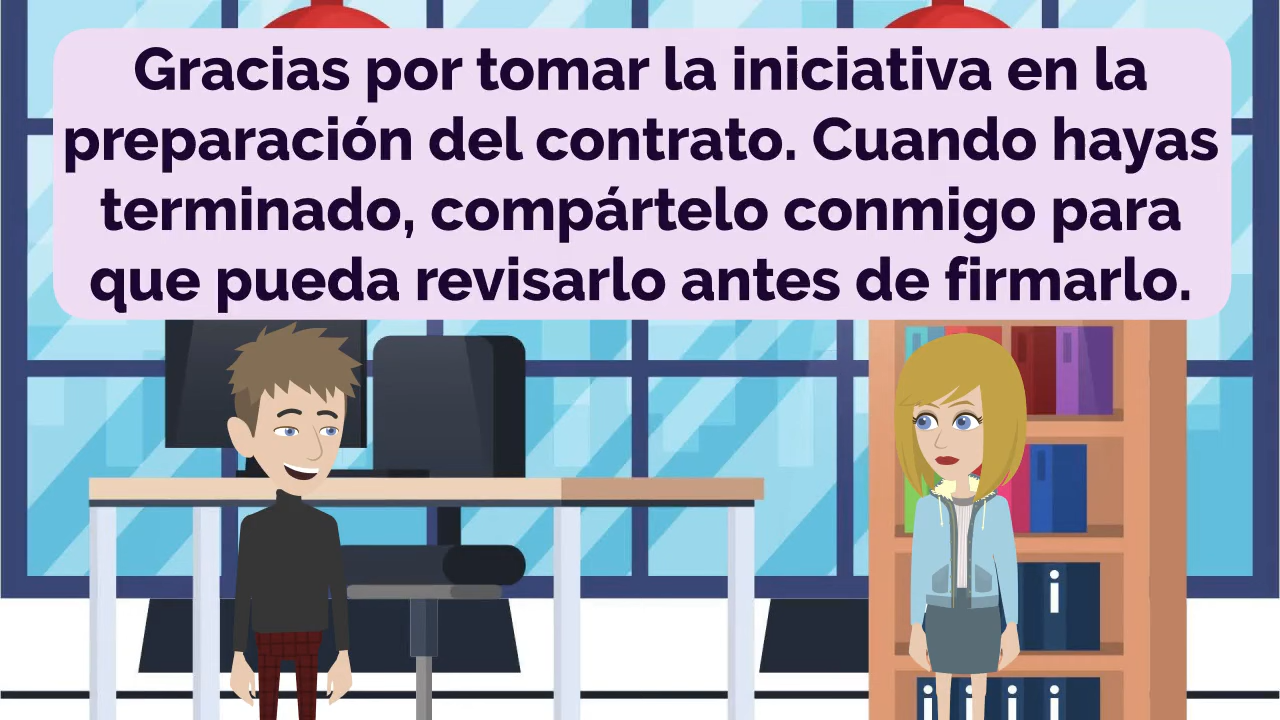 Gracias por tomar la iniciativa en la
preparación del contrato. Cuando hayas
terminado, compártelo conmigo para
que pueda revisarlo antes de firmarlo.